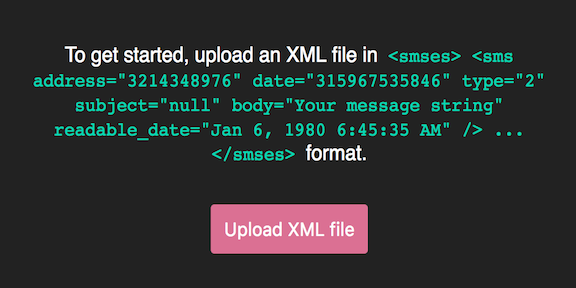 To get started, upload an XML file in <smses> <sms
address="3214348976" date="315967535846" type="2"
subject="null" body="Your message string"
readable_date="Jan 6, 1980 6:45:35 AM" /> ...
</smses> format.
Upload XML file